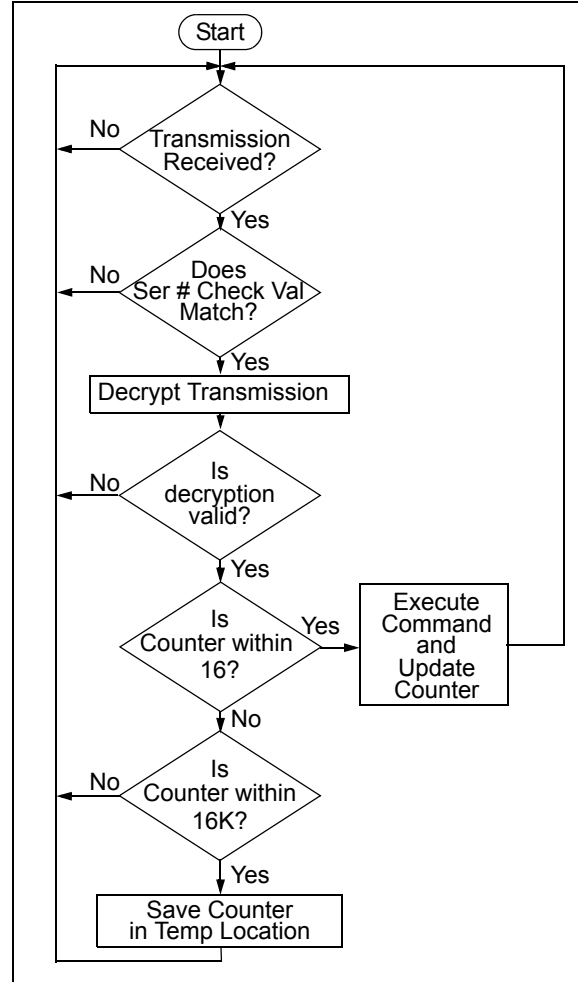 Start
No
Transmission
Received?
Yes
No
Does
Ser # Check Val
Match?
Yes
Decrypt Transmission
No
Is
decryption
valid?
Yes
Is
Counter within
16?
Yes
Execute
Command
and
Update
Counter
No
No
Is
Counter within
16K?
Yes
Save Counter
in Temp Location